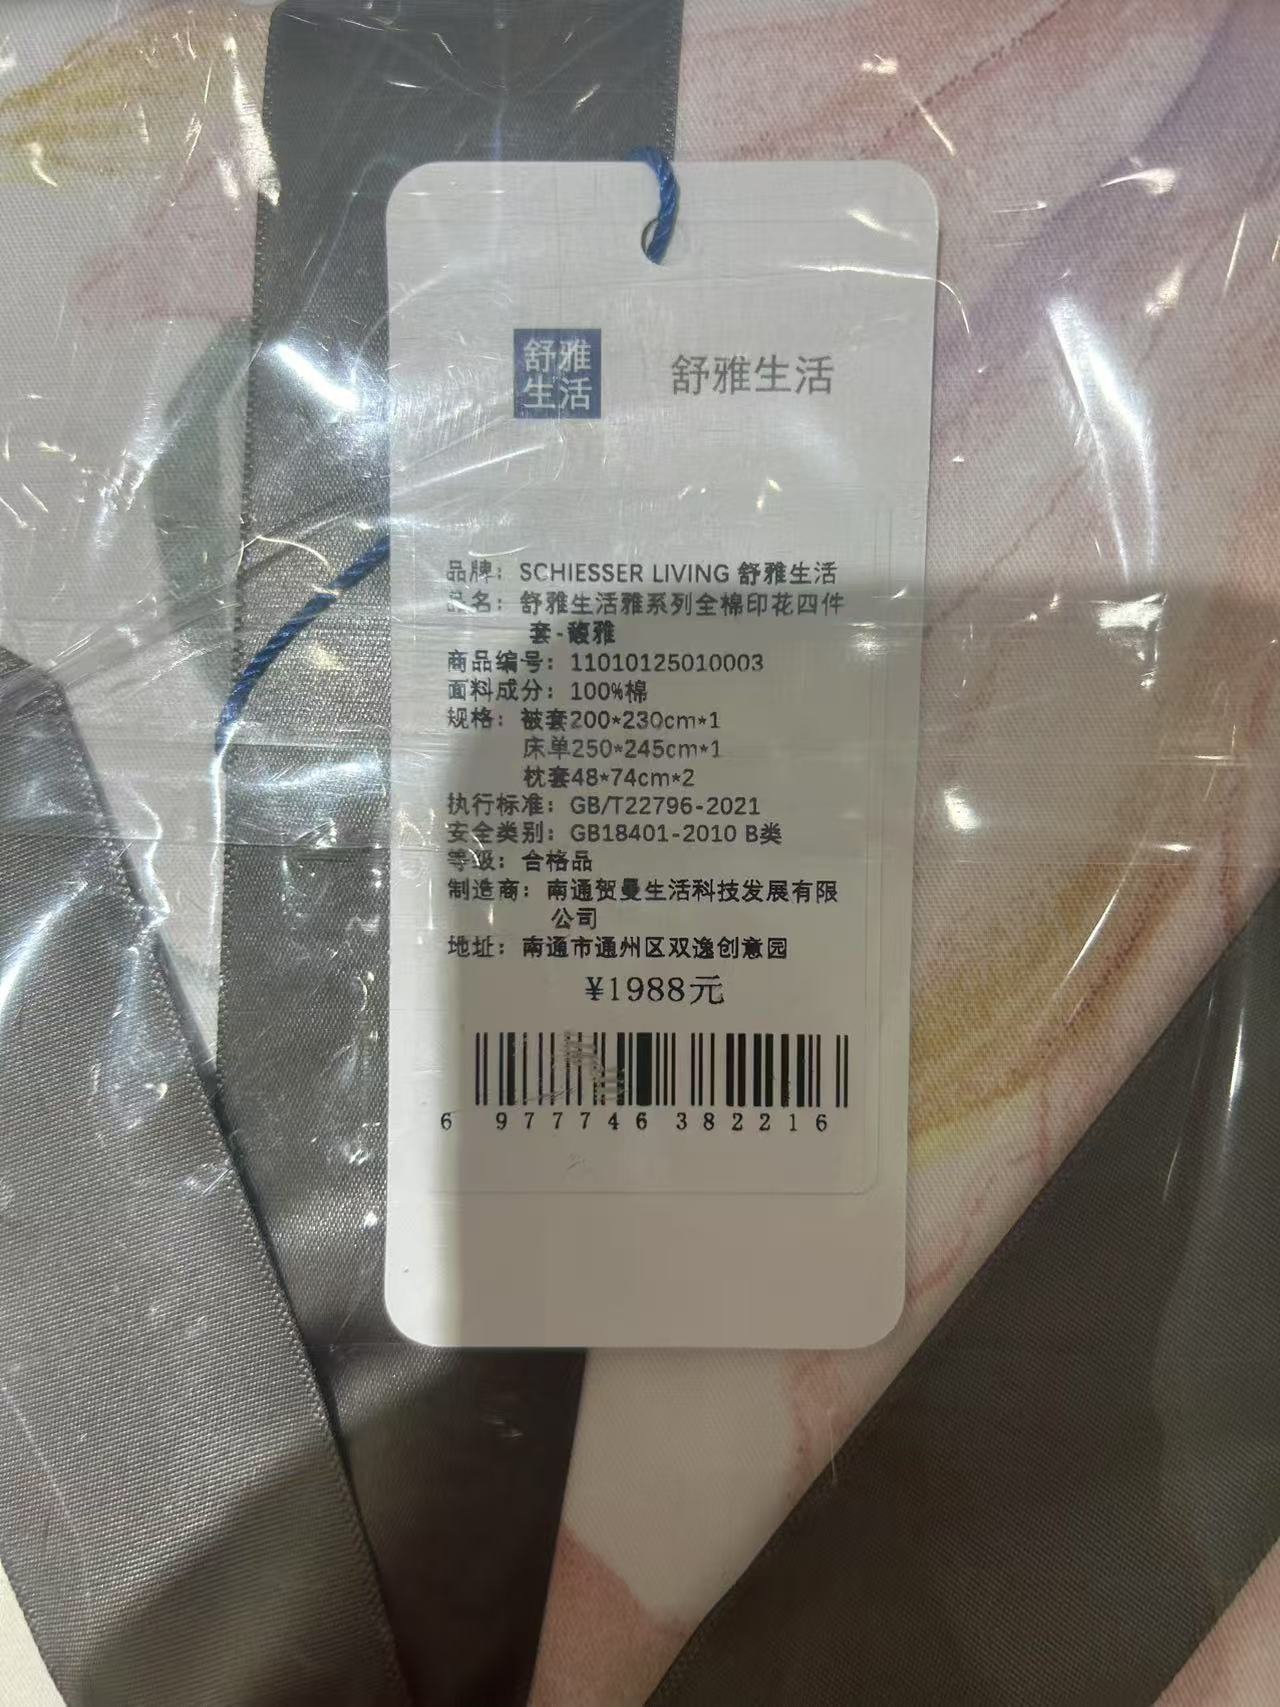 舒雅
生活
舒雅生活
品牌：SCHIESSER LIVING 舒雅生活
品名：舒雅生活雅系列全棉印花四件
套-馥雅
商品编号：11010125010003
面料成分：100%棉
规格：被套200*230cm*1
床单250*245cm*1
枕套48*74cm*2
执行标准：GB/T22796-2021
安全类别：GB18401-2010 B类
等级：合格品
制造商：南通贺曼生活科技发展有限
公司
地址：南通市通州区双逸创意园
¥1988元
6 977746 382216